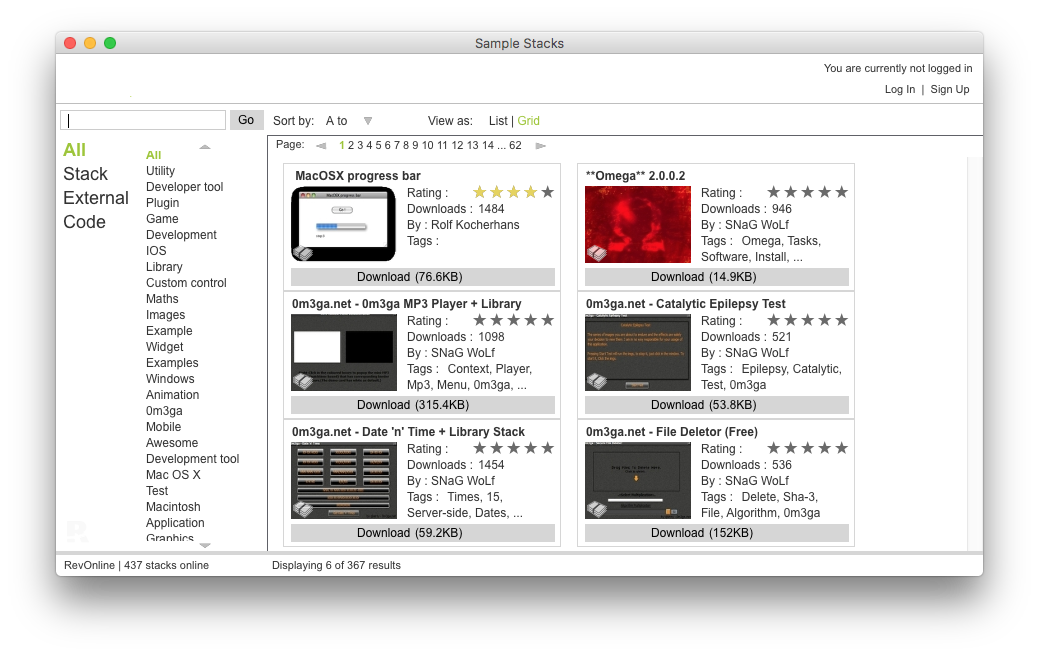 Sample Stacks
You are currently not logged in
Log In | Sign Up
Go
Sort by: A to
View as: List | Grid
All
Stack
External
Code
All
Utility
Developer tool
Plugin
Game
Development
IOS
Library
Custom control
Maths
Images
Example
Widget
Examples
Windows
Animation
0m3ga
Mobile
Awesome
Development tool
Mac OS X
Test
Macintosh
Application
Graphics
Page: 1 2 3 4 5 6 7 8 9 10 11 12 13 14 ... 62
MacOSX progress bar
Rating :
Downloads : 1484
By : Rolf Kocherhans
Tags :
Download (76.6KB)
**Omega** 2.0.0.2
Rating :
Downloads : 946
By : SNaG WoLf
Tags : Omega, Tasks,
Software, Install, ...
Download (14.9KB)
0m3ga.net - 0m3ga MP3 Player + Library
Rating :
Downloads : 1098
By : SNaG WoLf
Tags : Context, Player,
Mp3, Menu, 0m3ga, ...
Download (315.4KB)
0m3ga.net - Catalytic Epilepsy Test
Rating :
Downloads : 521
By : SNaG WoLf
Tags : Epilepsy, Catalytic,
Test, 0m3ga
Download (53.8KB)
0m3ga.net - Date 'n' Time + Library Stack
Rating :
Downloads : 1454
By : SNaG WoLf
Tags : Times, 15,
Server-side, Dates, ...
Download (59.2KB)
0m3ga.net - File Deletor (Free)
Rating :
Downloads : 536
By : SNaG WoLf
Tags : Delete, Sha-3,
File, Algorithm, 0m3ga
Download (152KB)
RevOnline | 437 stacks online
Displaying 6 of 367 results